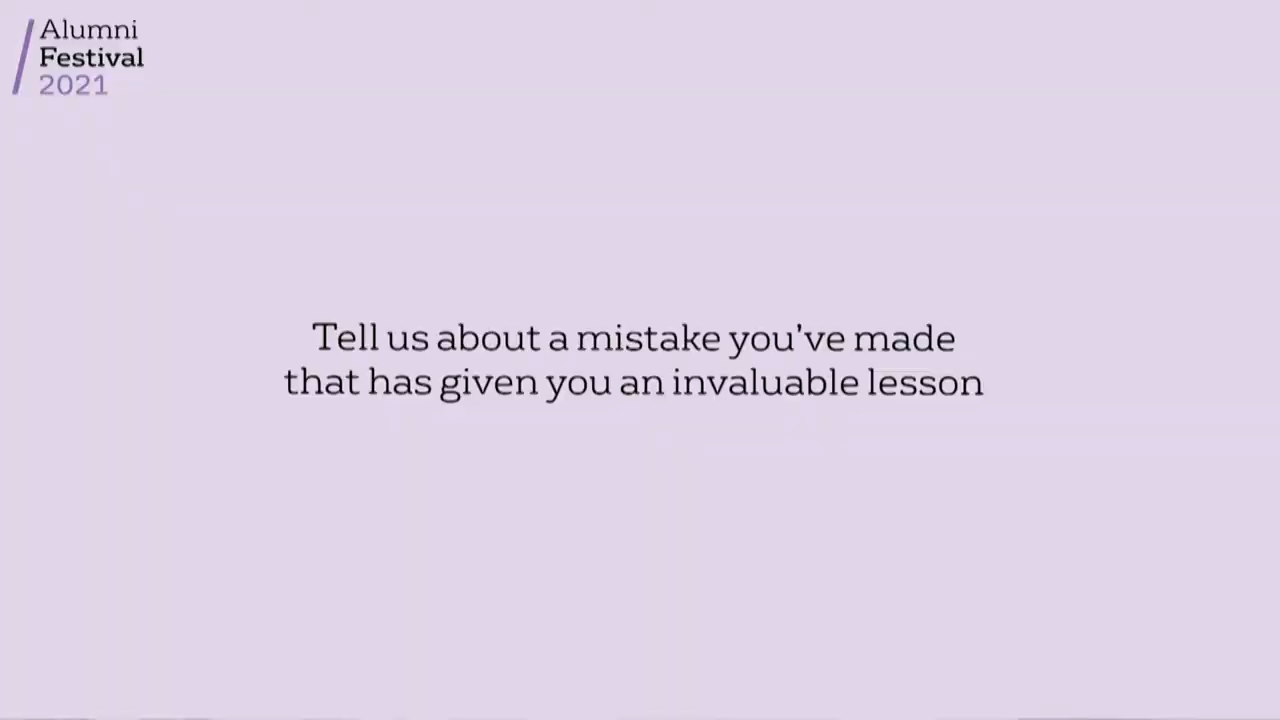 Alumni
Festival
2021
Tell us about a mistake you've made
that has given you an invaluable lesson